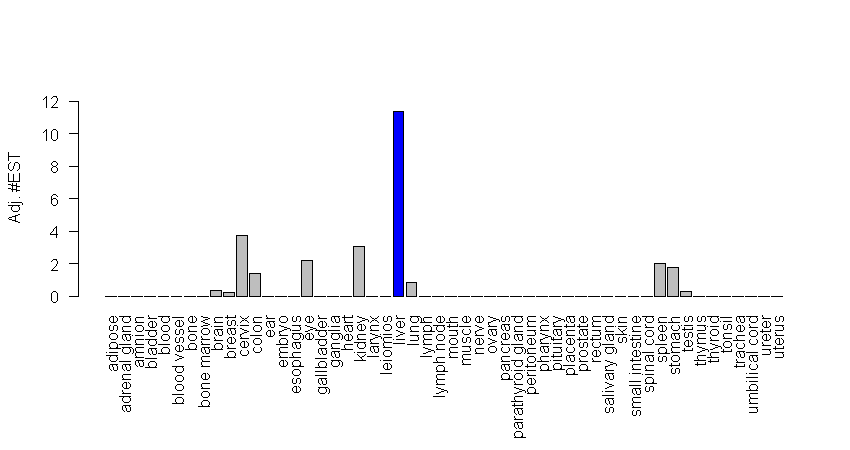 Adj. #EST
12
10
8
6
4
2
0
adipose
adrenal gland
amnion
bladder
blood
blood vessel
bone
bone marrow
brain
breast
cervix
colon
ear
embryo
esophagus
eye
gallbladder
ganglia
heart
kidney
larynx
leiomios
liver
lung
lymph
lymph node
mouth
muscle
nerve
ovary
pancreas
parathyroid gland
peritoneum
pharynx
pituitary
placenta
prostate
rectum
salivary gland
skin
small intestine
spinal cord
spleen
stomach
testis
thymus
thyroid
tonsil
trachea
umbilical cord
ureter
uterus